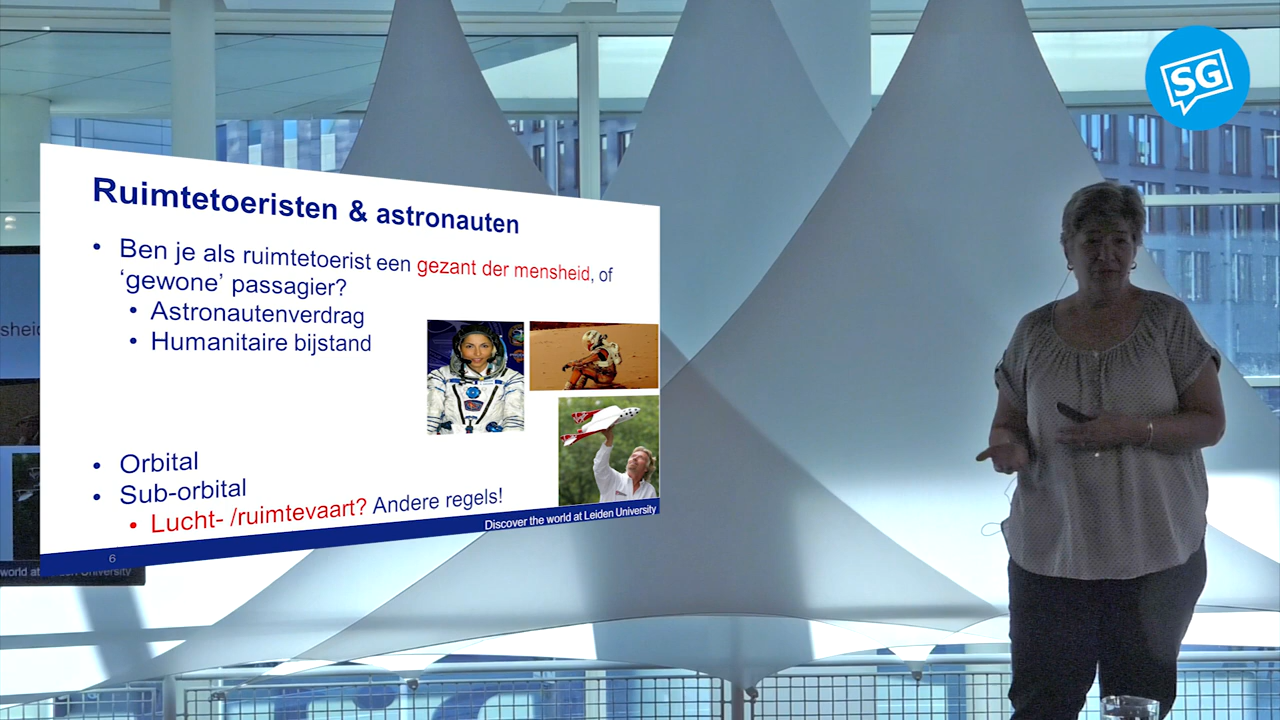 SG
Ruimtetoeristen & astronauten
• Ben je als ruimtetoerist een gezant der mensheid, of
‘gewone’ passagier?
• Astronautenverdrag
• Humanitaire bijstand
• Orbital
• Sub-orbital
• Lucht- /ruimtevaart? Andere regels!
Discover the world at Leiden University
6
world at Leiden University